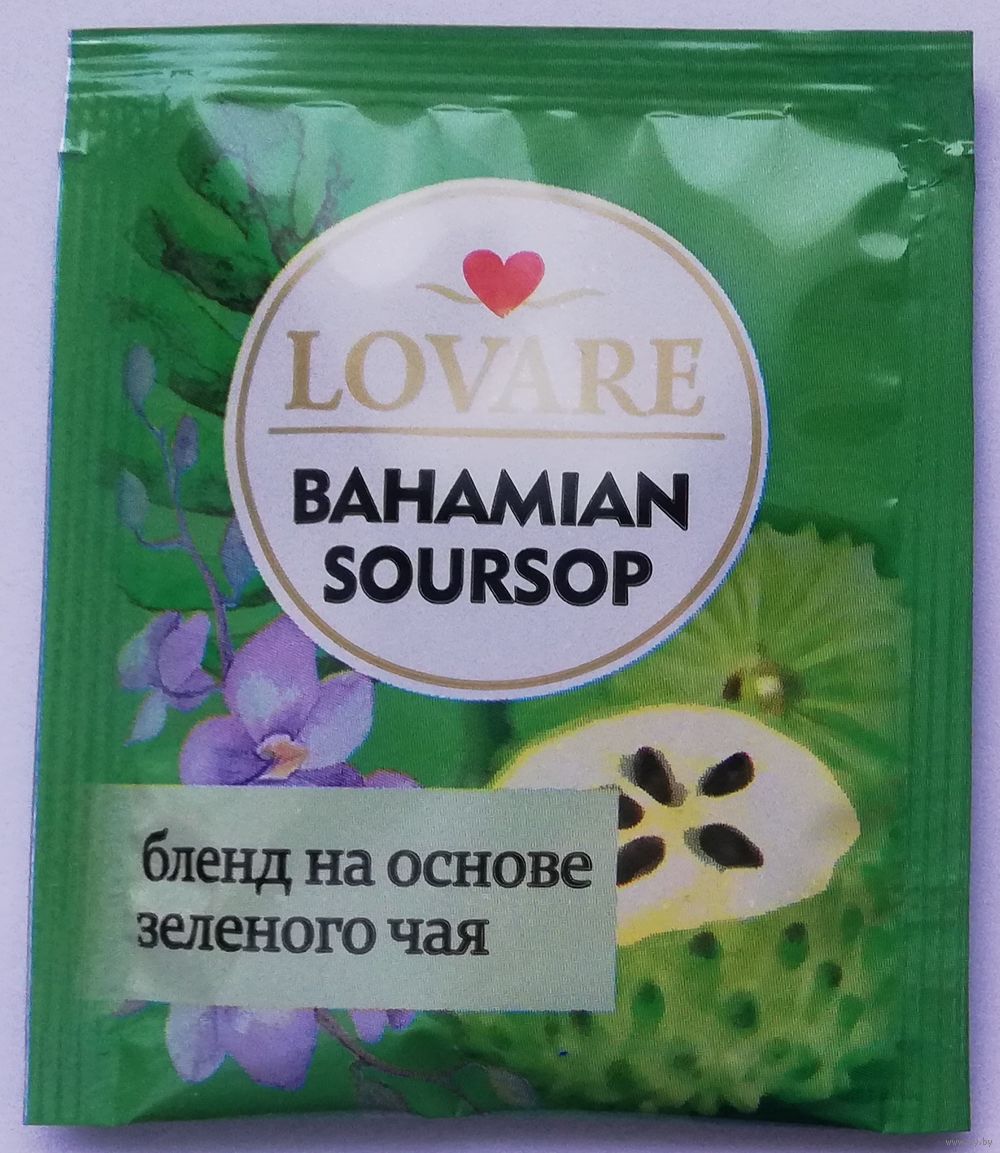 LOVARE
BAHAMIAN
SOURSOP
бленд на основе
зеленого чая